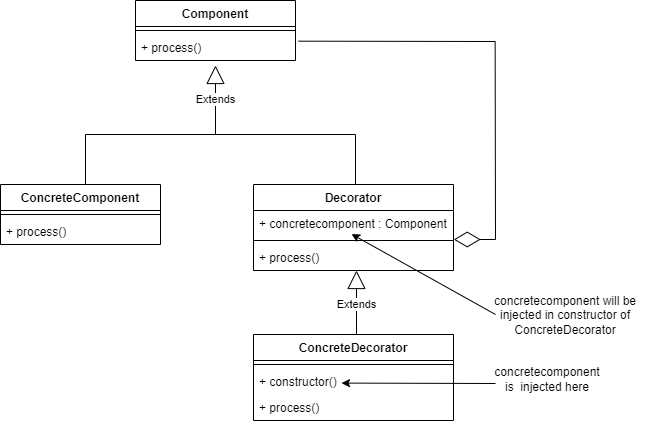 Component
+ process()
Extends
ConcreteComponent
+ process()
Decorator
+ concretecomponent : Component
+ process()
Extends
concretecomponent will be
injected in constructor of
ConcreteDecorator
ConcreteDecorator
+ constructor()
+ process()
concretecomponent
is injected here